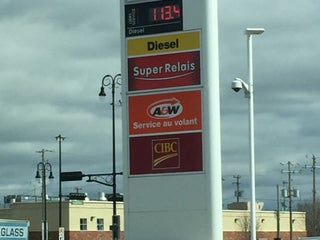 113.4
Diesel
Diesel
Super Relais
A&W
Service au volant
CIBC
GLASS